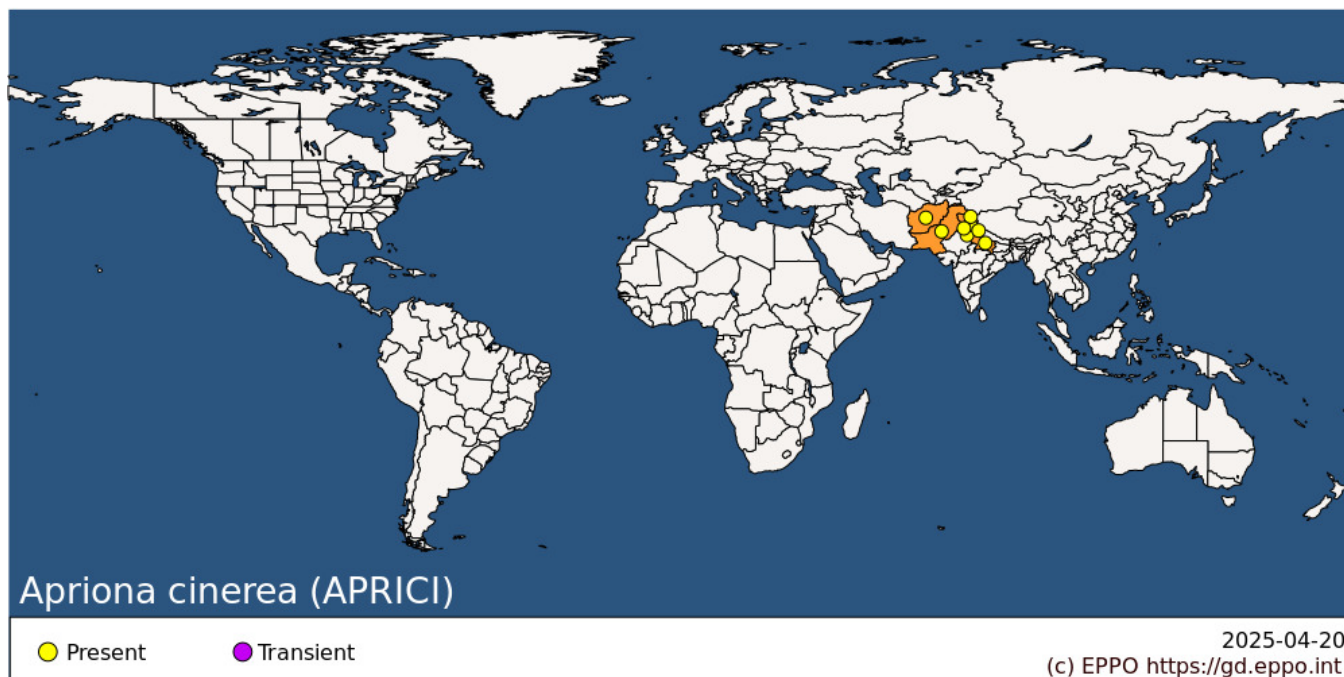 Apriona cinerea (APRICI)
Present
Transient
2025-04-20
(c) EPPO https://gd.eppo.int